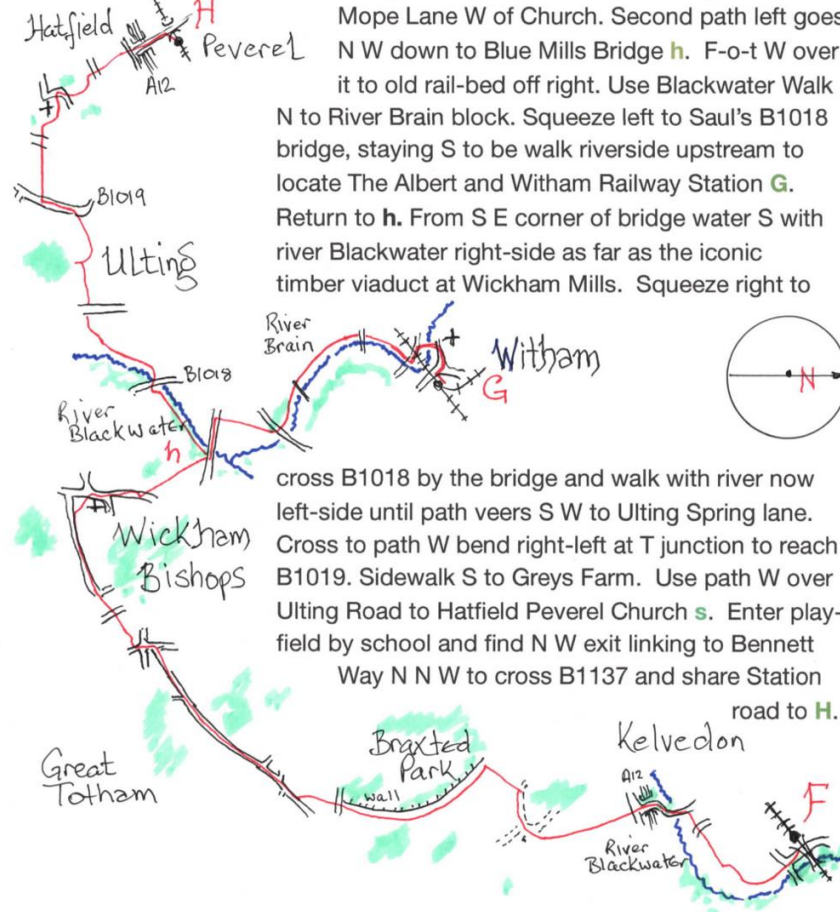 Hatfield
Peverel
H
A12
Mope Lane W of Church. Second path left goes
N W down to Blue Mills Bridge h. F-o-t W over
it to old rail-bed off right. Use Blackwater Walk
N to River Brain block. Squeeze left to Saul's B1018
bridge, staying S to be walk riverside upstream to
locate The Albert and Witham Railway Station G.
Return to h. From S E corner of bridge water S with
river Blackwater right-side as far as the iconic
timber viaduct at Wickham Mills. Squeeze right to
B1019
Ulting
River
Brain
Witham
G
N
B1018
River
Blackwater
h
cross B1018 by the bridge and walk with river now
left-side until path veers S W to Ulting Spring lane.
Cross to path W bend right-left at T junction to reach
B1019. Sidewalk S to Greys Farm. Use path W over
Ulting Road to Hatfield Peverel Church s. Enter play-
field by school and find N W exit linking to Bennett
Way N N W to cross B1137 and share Station
road to H.
Wickham
Bishops
Great
Totham
Braxted
Park
wall
Kelvedon
A12
River
Blackwater
F